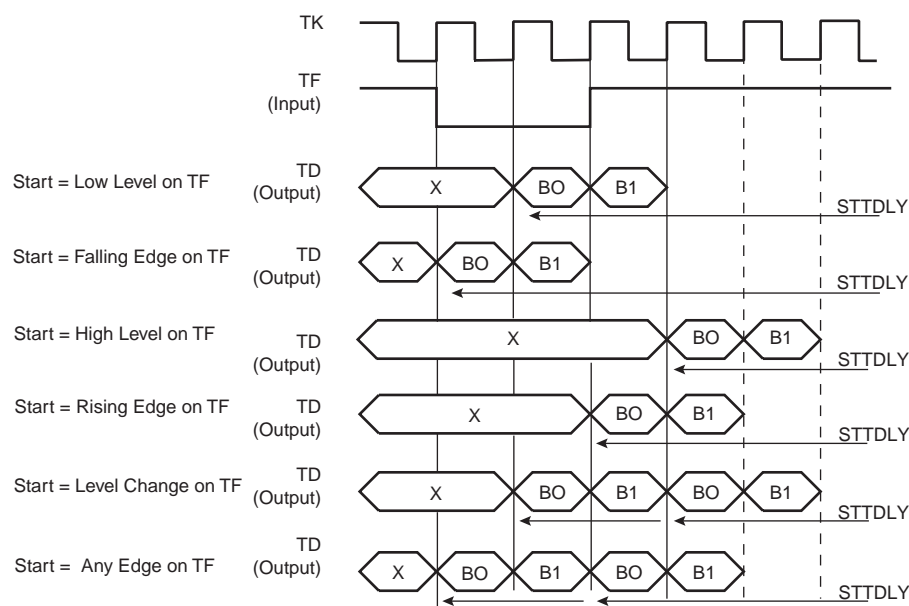 TK
TF
(Input)
Start = Low Level on TF
TD
(Output)
X
BO
B1
STTDLY
Start = Falling Edge on TF
TD
(Output)
X
BO
B1
STTDLY
Start = High Level on TF
TD
(Output)
X
BO
B1
STTDLY
Start = Rising Edge on TF
TD
(Output)
X
BO
B1
STTDLY
Start = Level Change on TF
TD
(Output)
X
BO
B1
BO
B1
STTDLY
Start = Any Edge on TF
TD
(Output)
X
BO
B1
BO
B1
STTDLY